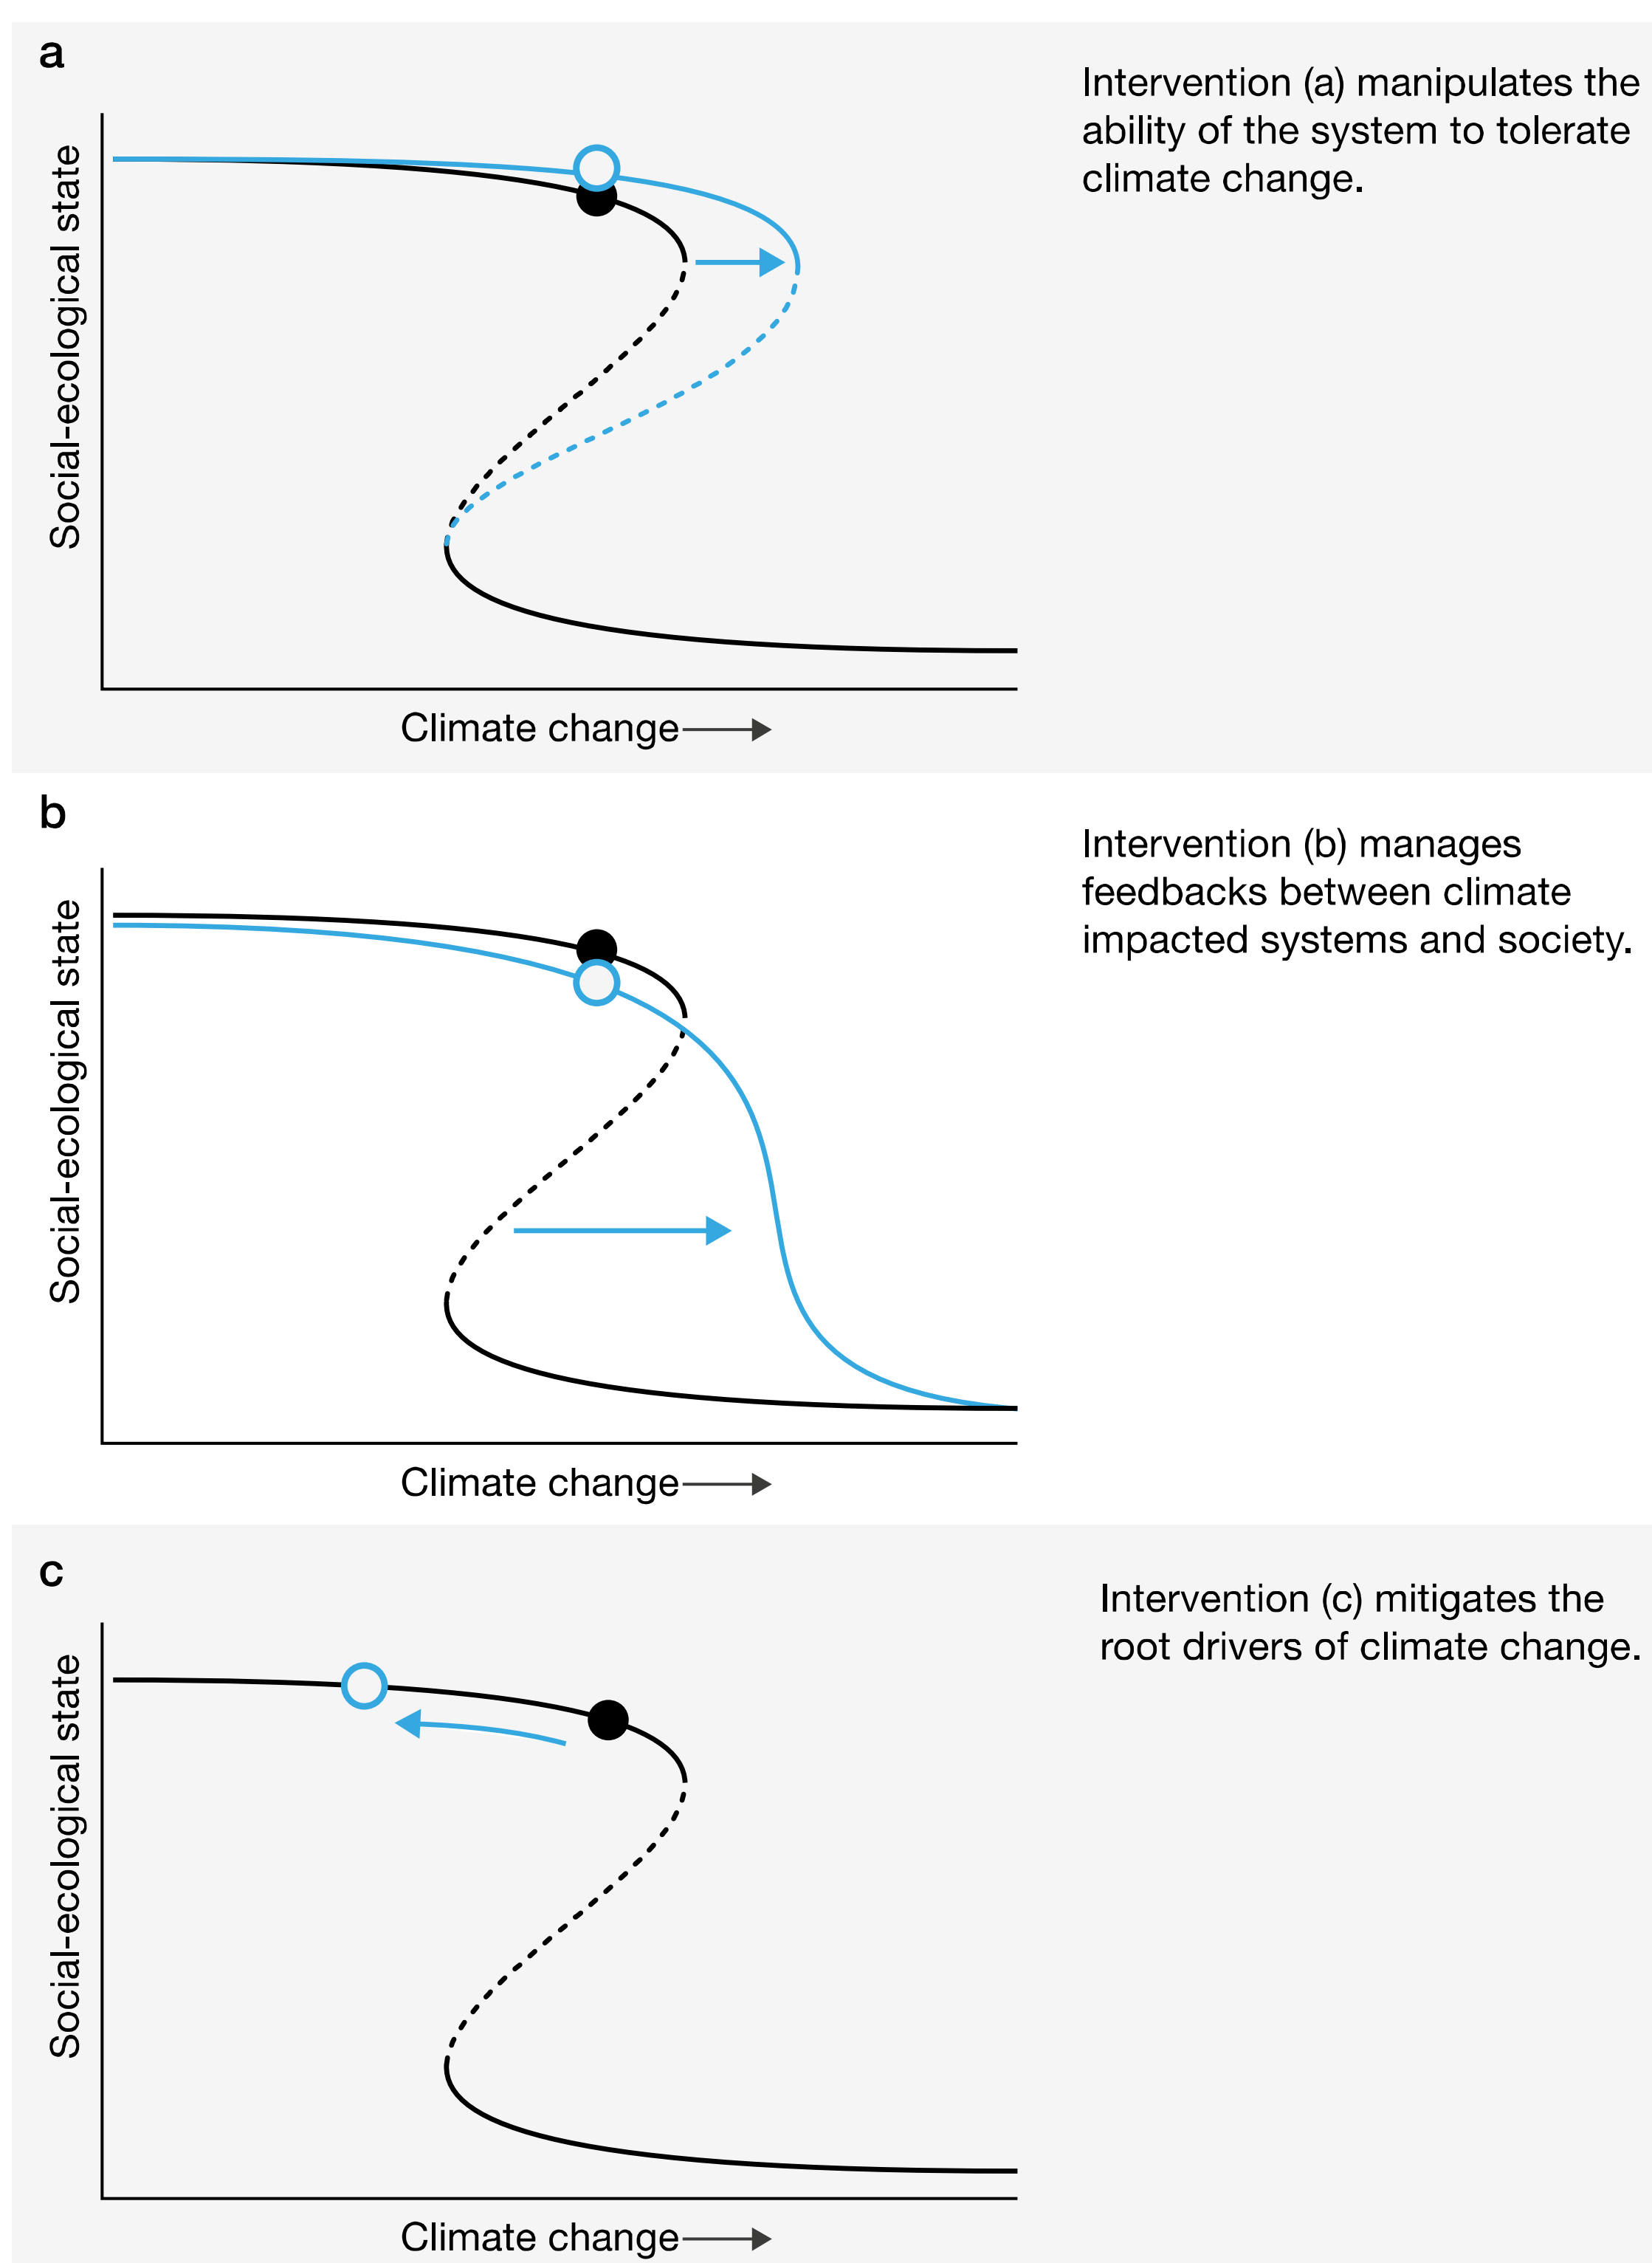 a
Intervention (a) manipulates the
ability of the system to tolerate
climate change.
Social-ecological state
Climate change
b
Intervention (b) manages
feedbacks between climate
impacted systems and society.
Social-ecological state
Climate change
c
Intervention (c) mitigates the
root drivers of climate change.
Social-ecological state
Climate change